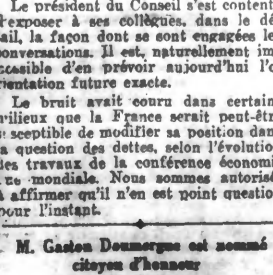 Le président du Conseil s'est content
d'exposer à ses collègues, dans le dé
ail, la façon dont se sont engagées le
conversations. Il est, naturellement im
possible d'en prévoir aujourd'hui l'o
rientation future exacte.
Le bruit avait couru dans certain
milieux que la France serait peut-êtr
susceptible de modifier sa position dan
la question des dettes, selon l'évolutio
des travaux de la conférence économi
que mondiale. Nous sommes autorisé
à affirmer qu'il n'en est point questio
pour l'instant.
M. Gaston Doumergue est nommé
citoyen d'honneur